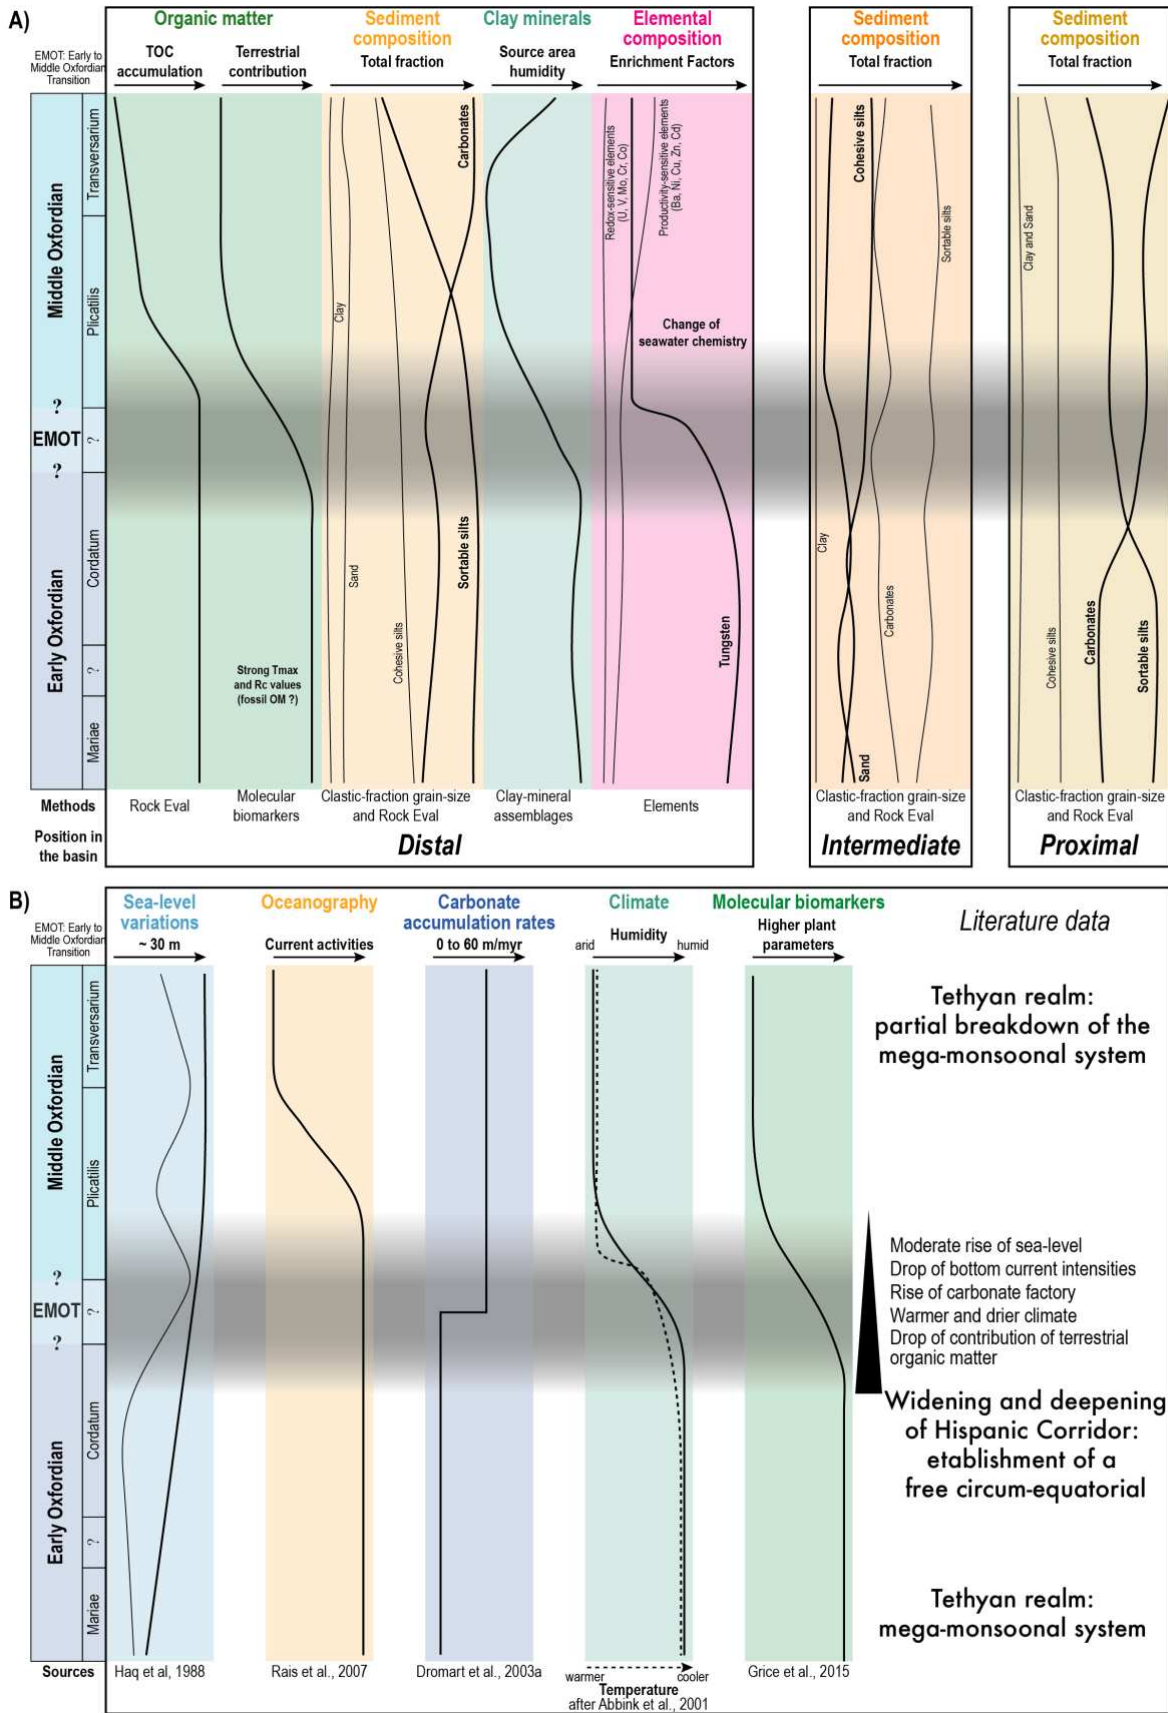 A)
Organic matter
Sediment
composition
Clay minerals
Elemental
composition
Sediment
composition
Sediment
composition
EMOT: Early to
Middle Oxfordian
Transition
TOC
accumulation
Terrestrial
contribution
Total fraction
Source area
humidity
Enrichment Factors
Total fraction
Total fraction
Middle Oxfordian
Transversarium
Plicatilis
?
EMOT
?
?
Early Oxfordian
Cordatum
?
Mariae
Strong Tmax
and Rc values
(fossil OM ?)
Clay
Sand
Cohesive silts
Carbonates
Sortable silts
Redox-sensitive elements
(U, V, Mo, Cr, Co)
Productivity-sensitive elements
(Ba, Ni, Cu, Zn, Cd)
Change of
seawater chemistry
Tungsten
Cohesive silts
Sortable silts
Clay
Carbonates
Sand
Clay and Sand
Cohesive silts
Carbonates
Sortable silts
Methods
Rock Eval
Molecular
biomarkers
Clastic-fraction grain-size
and Rock Eval
Clay-mineral
assemblages
Elements
Clastic-fraction grain-size
and Rock Eval
Clastic-fraction grain-size
and Rock Eval
Position in
the basin
Distal
Intermediate
Proximal
B)
Sea-level
variations
Oceanography
Carbonate
accumulation rates
Climate
Molecular biomarkers
Literature data
EMOT: Early to
Middle Oxfordian
Transition
~ 30 m
Current activities
0 to 60 m/myr
Humidity
arid
humid
Higher plant
parameters
Middle Oxfordian
Transversarium
Plicatilis
?
EMOT
?
?
Early Oxfordian
Cordatum
?
Mariae
Tethyan realm:
partial breakdown of the
mega-monsoonal system
Moderate rise of sea-level
Drop of bottom current intensities
Rise of carbonate factory
Warmer and drier climate
Drop of contribution of terrestrial
organic matter
Widening and deepening
of Hispanic Corridor:
etablishment of a
free circum-equatorial
Tethyan realm:
mega-monsoonal system
Sources
Haq et al, 1988
Rais et al., 2007
Dromart et al., 2003a
warmer
cooler
Temperature
after Abbink et al., 2001
Grice et al., 2015